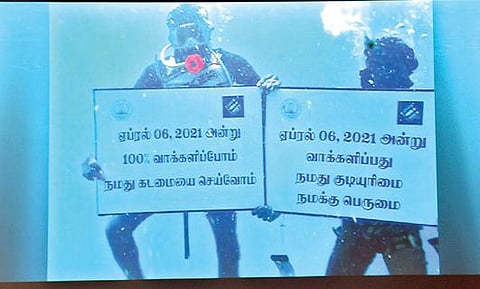 ஏப்ரல் 06, 2021 அன்று
100% வாக்களிப்போம்
நமது கடமையை செய்வோம்
ஏப்ரல் 06, 2021 அன்று
வாக்களிப்பது
நமது குடியுரிமை
நமக்கு பெருமை